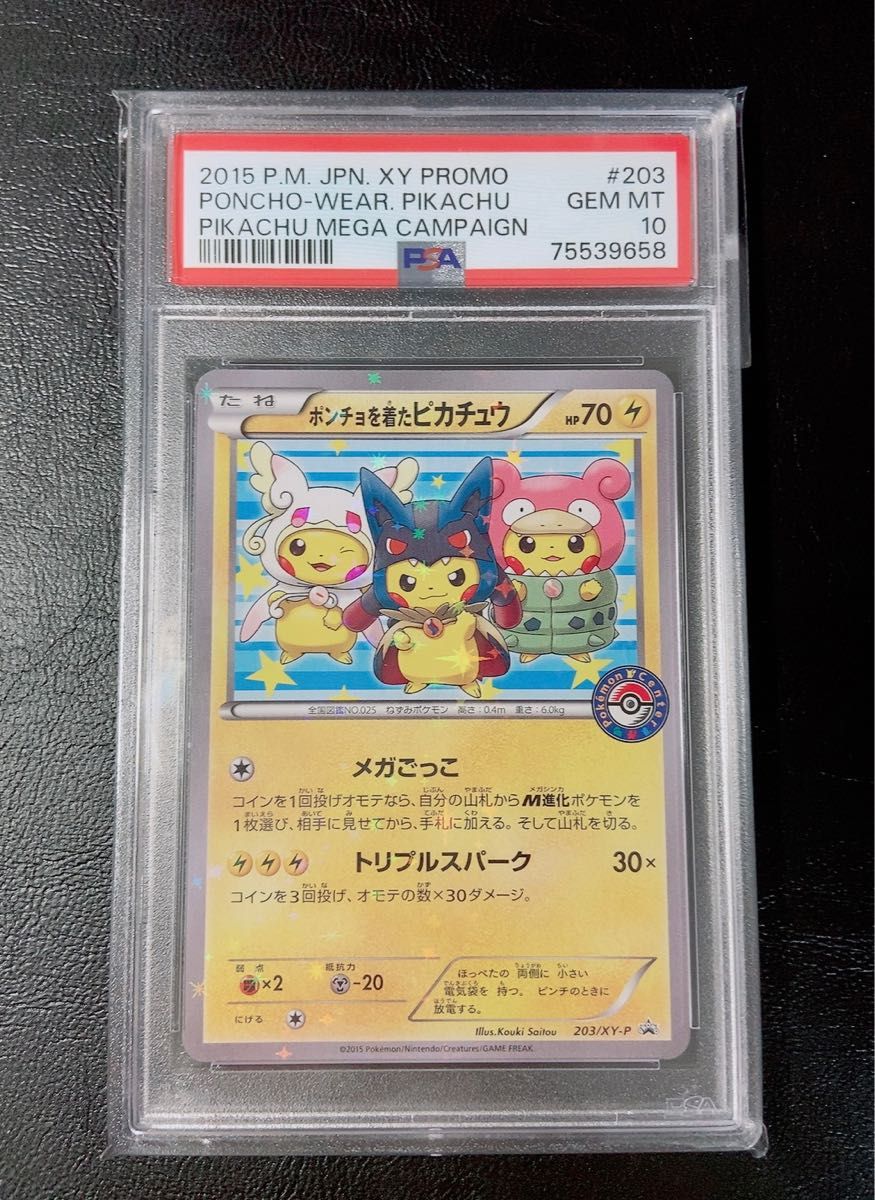 2015 P.M. JPN. XY PROMO #203
PONCHO-WEAR. PIKACHU GEM MT
PIKACHU MEGA CAMPAIGN 10
PSA 75539658
たね ポンチョを着たピカチュウ HP70
全国図鑑NO.025 ねずみポケモン 高さ:0.4m 重さ:6.0kg
Pokémon Center
メガごっこ
コインを1回投げオモテなら、自分の山札からM進化ポケモンを
1枚選び、相手に見せてから、手札に加える。そして山札を切る。
トリプルスパーク 30×
コインを3回投げ、オモテの数×30ダメージ。
弱点 抵抗力
×2 -20
にげる
ほっぺたの 両側に 小さい
電気袋を 持つ。 ピンチのときに
放電する。
Illus.Kouki Saitou 203/XY-P
©2015 Pokémon/Nintendo/Creatures/GAME FREAK.
PSA